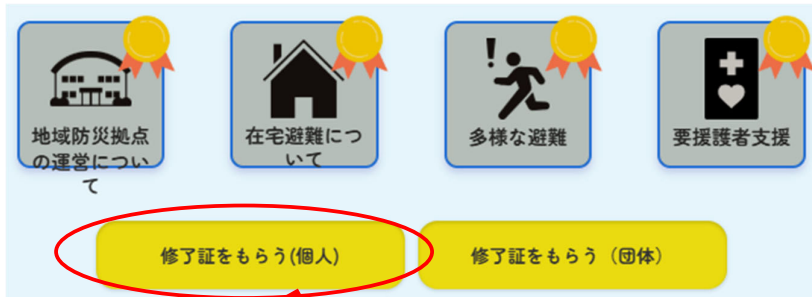 地域防災拠点
の運営につい
て
在宅避難につ
いて
多様な避難
要援護者支援
修了証をもらう(個人)
修了証をもらう（団体）